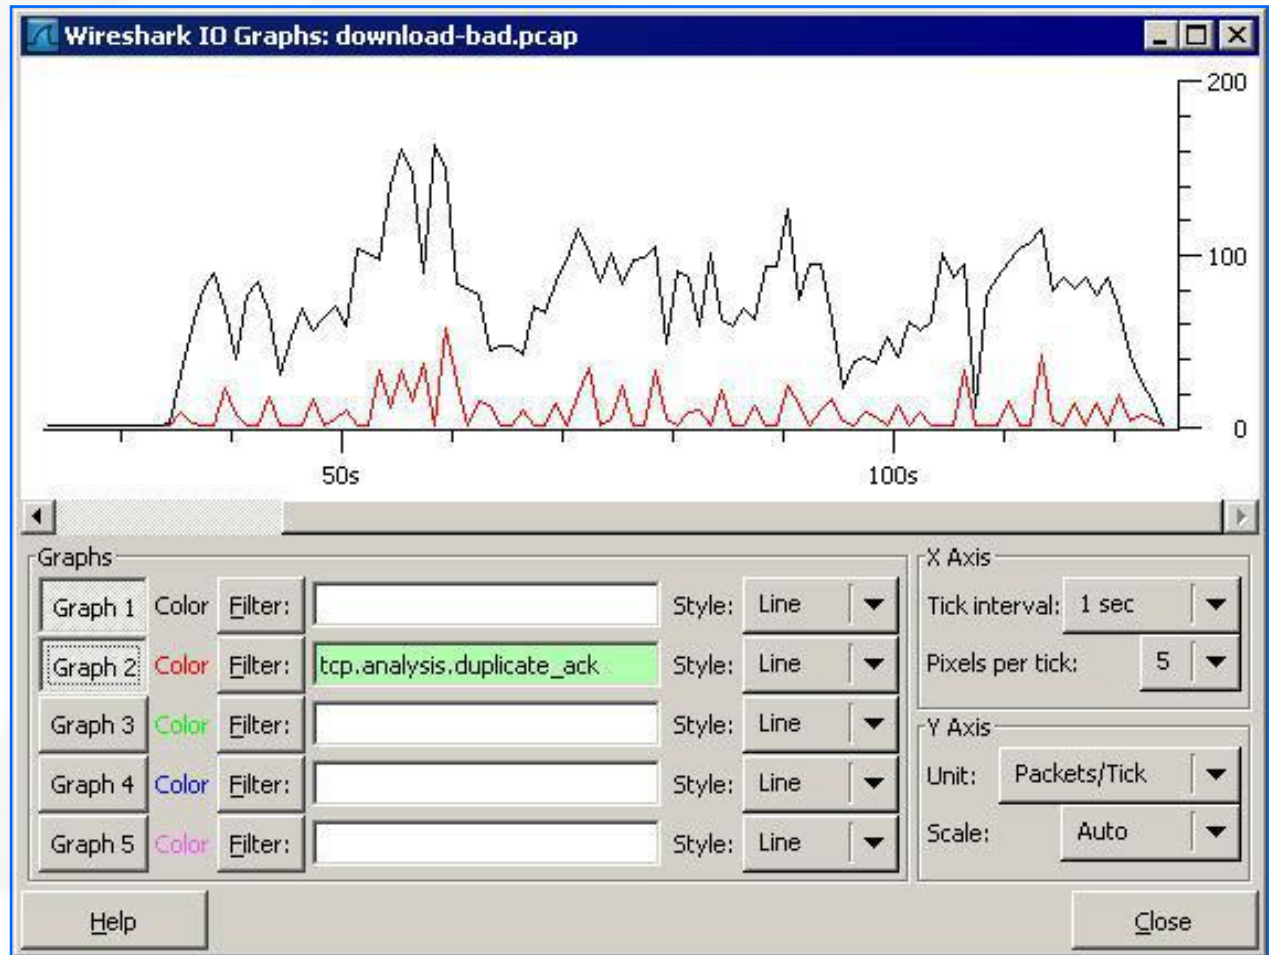 Wireshark IO Graphs: download-bad.pcap
200
100
0
50s
100s
Graphs
Graph 1 Color Filter: Style: Line
Graph 2 Color Filter: tcp.analysis.duplicate_ack Style: Line
Graph 3 Color Filter: Style: Line
Graph 4 Color Filter: Style: Line
Graph 5 Color Filter: Style: Line
X Axis
Tick interval: 1 sec
Pixels per tick: 5
Y Axis
Unit: Packets/Tick
Scale: Auto
Help
Close